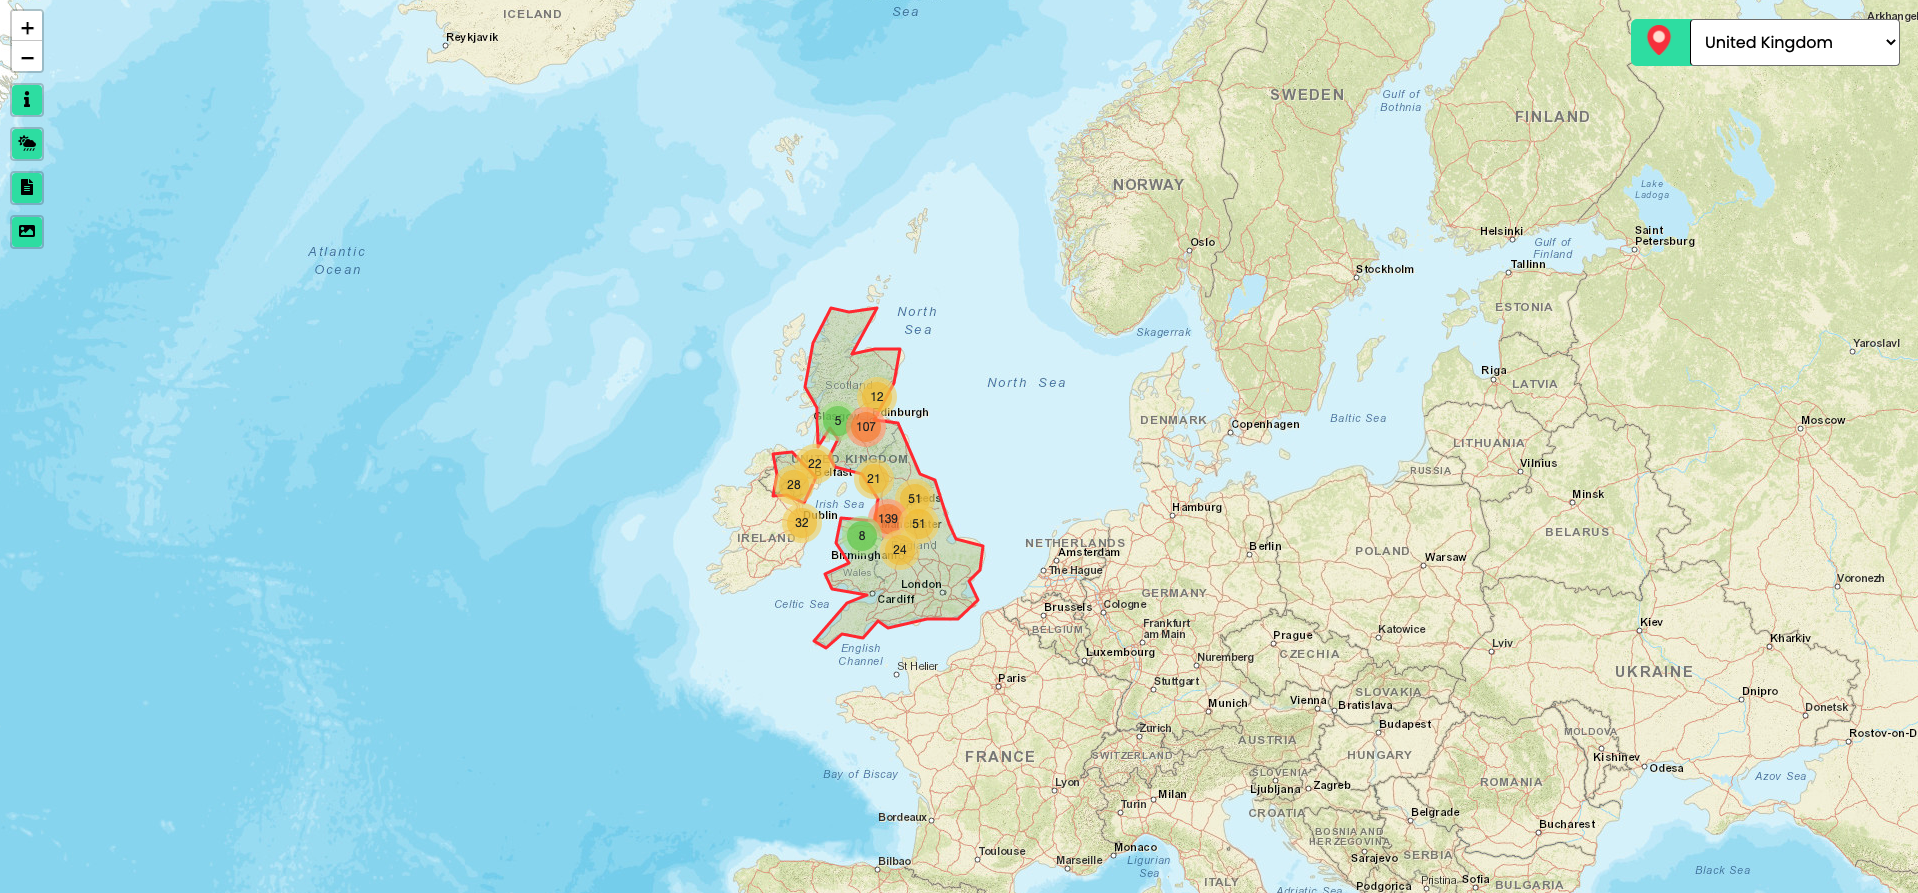 ICELAND
Reykjavík
Sea
Arkhangel
+
−
United Kingdom
SWEDEN
Gulf of
Bothnia
FINLAND
NORWAY
Lake
Ladoga
Oslo
Helsinki
Saint
Petersburg
Gulf of
Finland
Tallinn
Stockholm
Atlantic
Ocean
ESTONIA
North
Sea
Skagerrak
Yaroslavl
North Sea
Riga
LATVIA
Scotland
12
Edinburgh
5
107
DENMARK
Copenhagen
Baltic Sea
Moscow
LITHUANIA
UNITED KINGDOM
22
Belfast
28
21
RUSSIA
Vilnius
Minsk
Irish Sea
51
Dublin
32
139
51
Hamburg
BELARUS
IRELAND
8
24
Birmingham
NETHERLANDS
Amsterdam
The Hague
Berlin
POLAND
Warsaw
Wales
London
Cardiff
Celtic Sea
GERMANY
Voronezh
Brussels
Cologne
BELGIUM
Frankfurt
am Main
Prague
Katowice
Kiev
Kharkiv
Lviv
English
Channel
St Helier
Luxembourg
Nuremberg
CZECHIA
UKRAINE
Paris
Stuttgart
SLOVAKIA
Dnipro
Munich
Vienna
Bratislava
Donetsk
Zurich
Budapest
MOLDOVA
Rostov-on-D
FRANCE
SWITZERLAND
AUSTRIA
HUNGARY
Kishinev
Odesa
Bay of Biscay
Lyon
SLOVENIA
Ljubljana
Zagreb
ROMANIA
Azov Sea
Milan
Turin
Bordeaux
CROATIA
Belgrade
Bucharest
BOSNIA AND
HERZEGOVINA
Toulouse
Monaco
Bilbao
Marseille
Ligurian
Sea
Sarajevo
SERBIA
Black Sea
ITALY
Adriatic Sea
Podgorica
Pristina
Sofia
BULGARIA